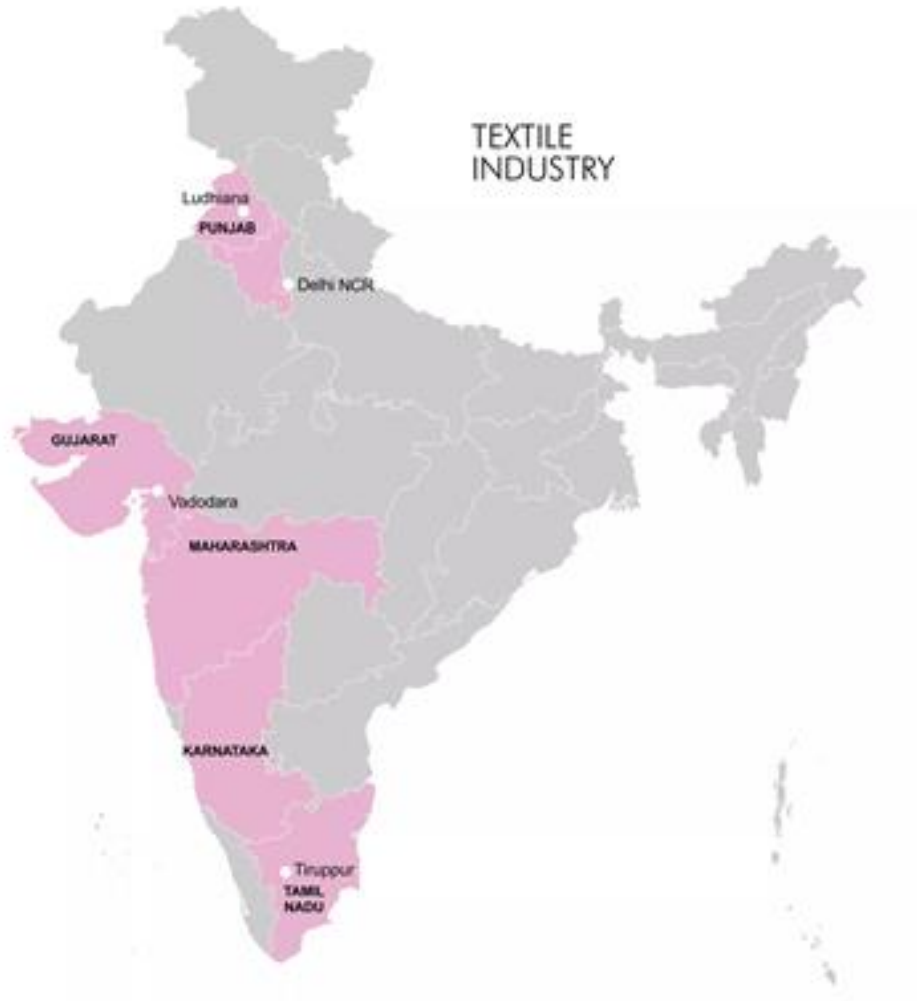 TEXTILE
INDUSTRY
Ludhiana
PUNJAB
Delhi NCR
GUJARAT
Vadodara
MAHARASHTRA
KARNATAKA
Tiruppur
TAMIL
NADU